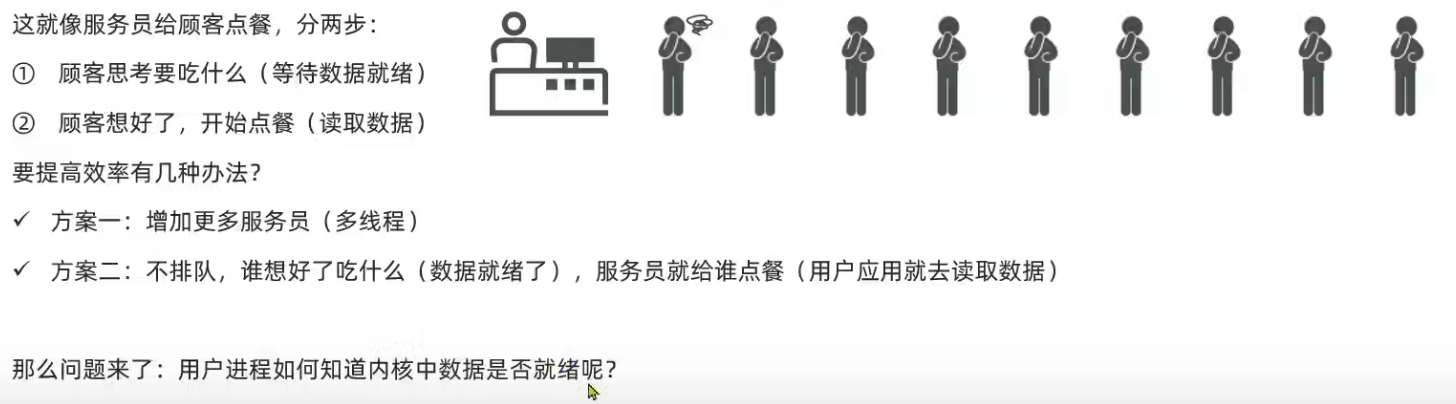 这就像服务员给顾客点餐，分两步：
① 顾客思考要吃什么（等待数据就绪）
② 顾客想好了，开始点餐（读取数据）
要提高效率有几种办法？
✓ 方案一：增加更多服务员（多线程）
✓ 方案二：不排队，谁想好了吃什么（数据就绪了），服务员就给谁点餐（用户应用就去读取数据）
那么问题来了：用户进程如何知道内核中数据是否就绪呢？